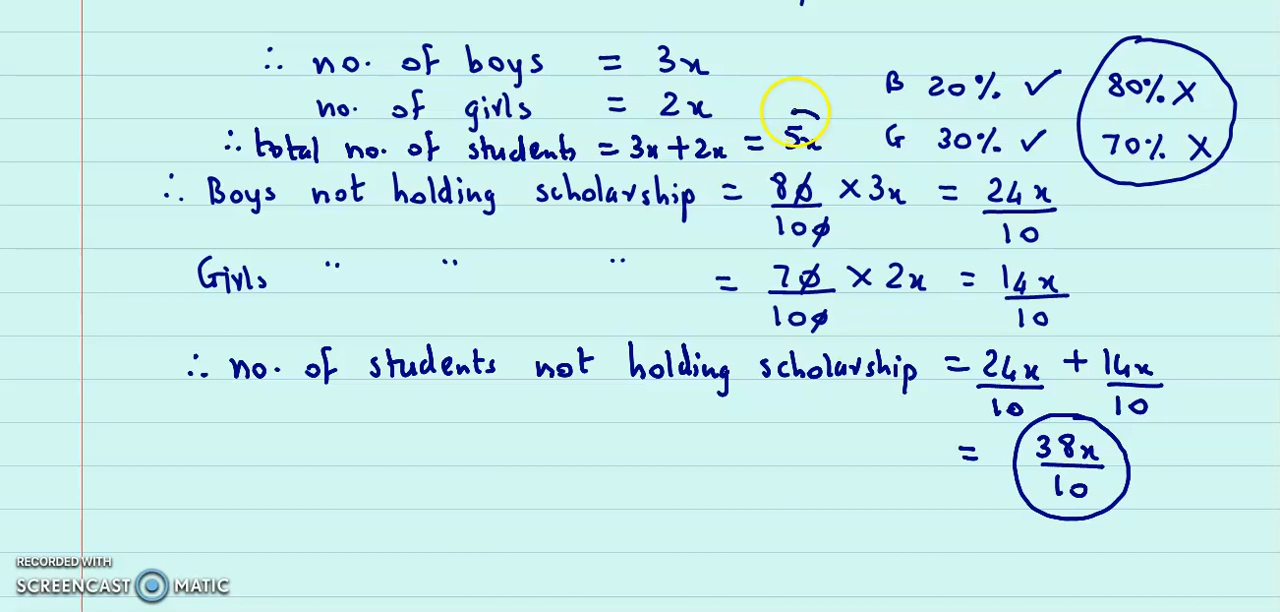 ∴ no. of boys = 3x
no. of girls = 2x
B 20% ✓ 80% X
G 30% ✓ 70% X
∴ total no. of students = 3x + 2x = 5x
∴ Boys not holding scholarship = 80/100 × 3x = 24x/10
Girls " " " = 70/100 × 2x = 14x/10
∴ no. of students not holding scholarship = 24x/10 + 14x/10
= 38x/10
RECORDED WITH
SCREENCAST MATIC